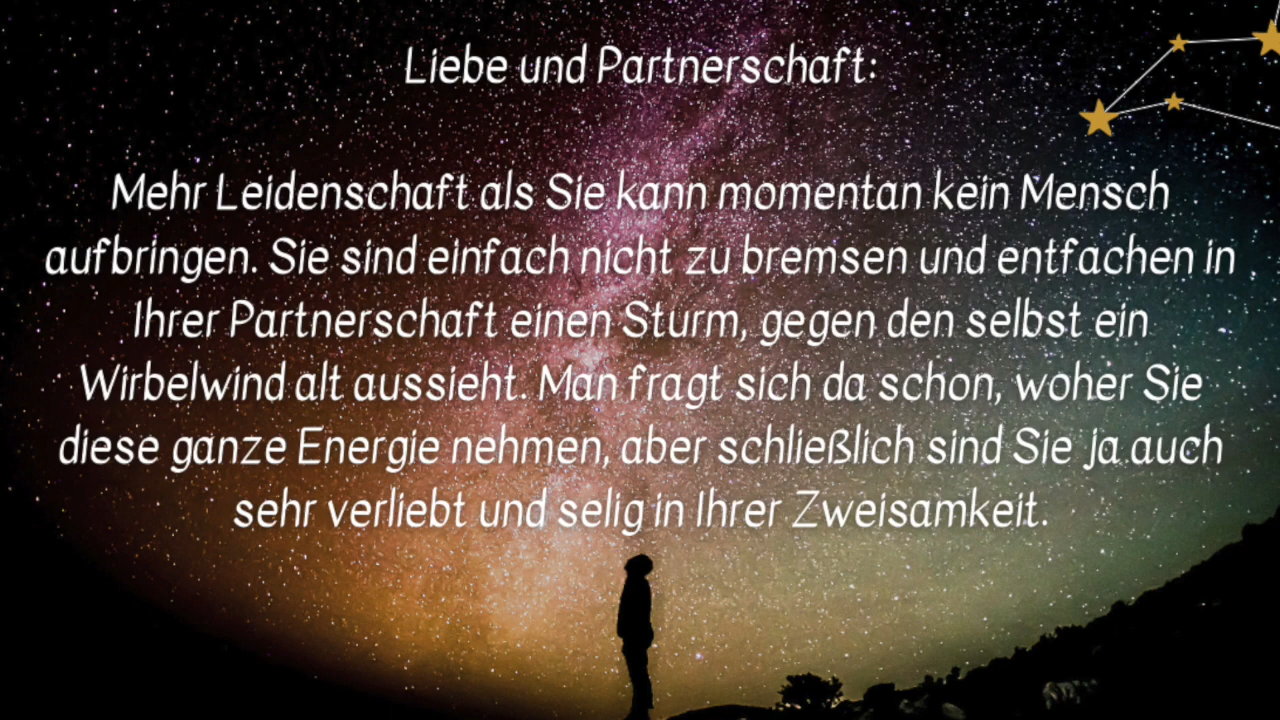 Liebe und Partnerschaft:
Mehr Leidenschaft als Sie kann momentan kein Mensch
aufbringen. Sie sind einfach nicht zu bremsen und entfachen in
Ihrer Partnerschaft einen Sturm, gegen den selbst ein
Wirbelwind alt aussieht. Man fragt sich da schon, woher Sie
diese ganze Energie nehmen, aber schließlich sind Sie ja auch
sehr verliebt und selig in Ihrer Zweisamkeit.